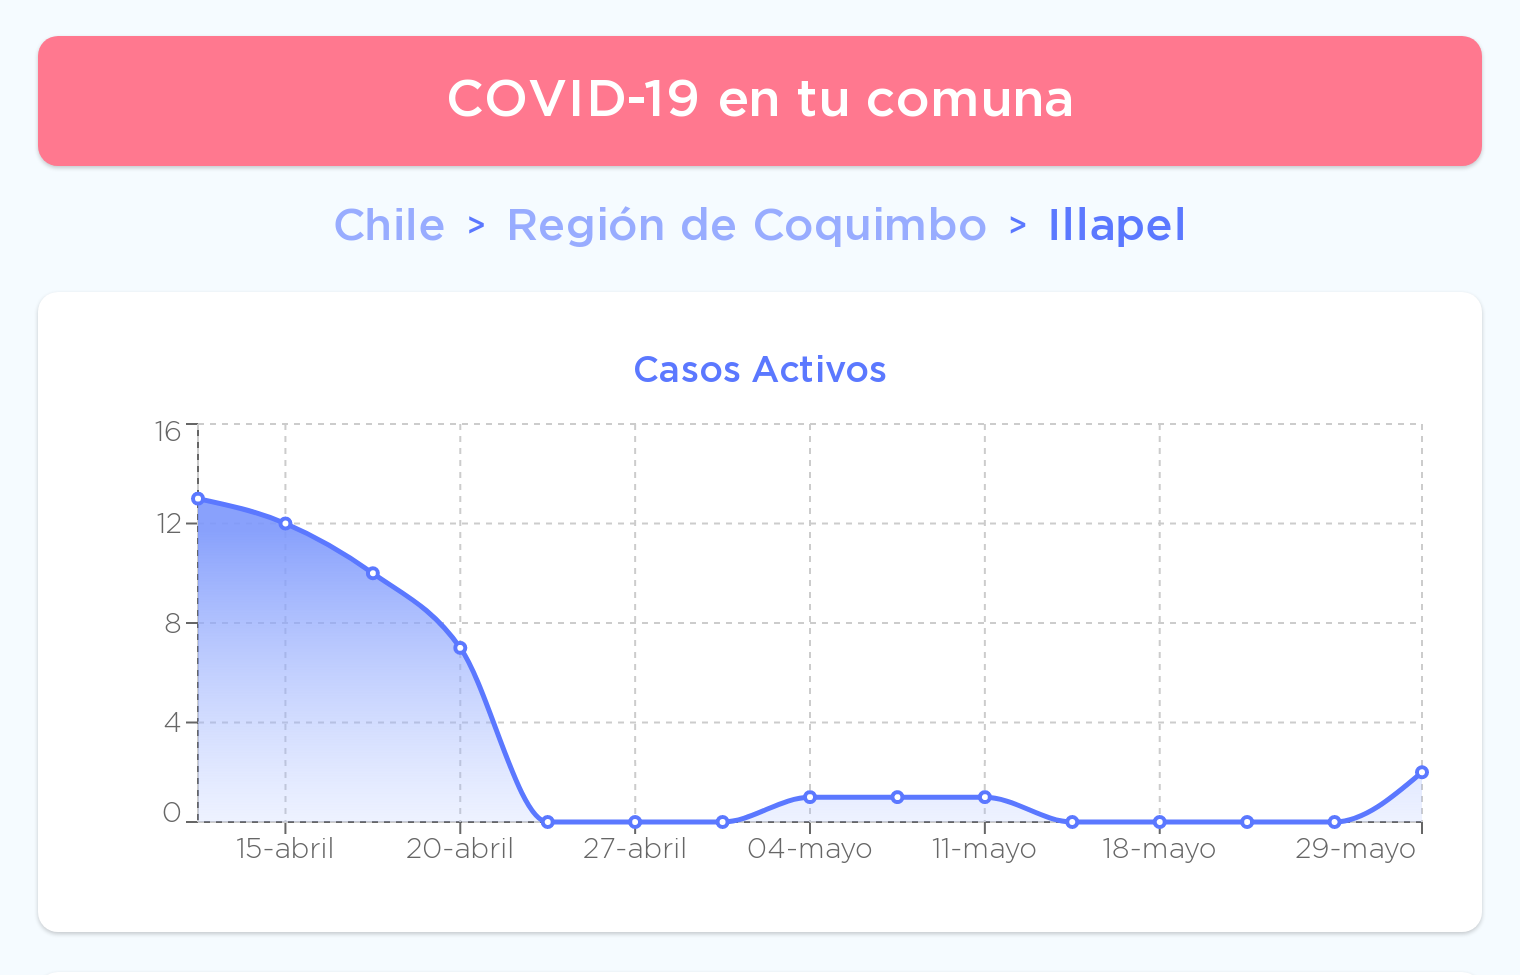 COVID-19 en tu comuna
Chile > Región de Coquimbo > Illapel
Casos Activos
16
12
8
4
0
15-abril 20-abril 27-abril 04-mayo 11-mayo 18-mayo 29-mayo